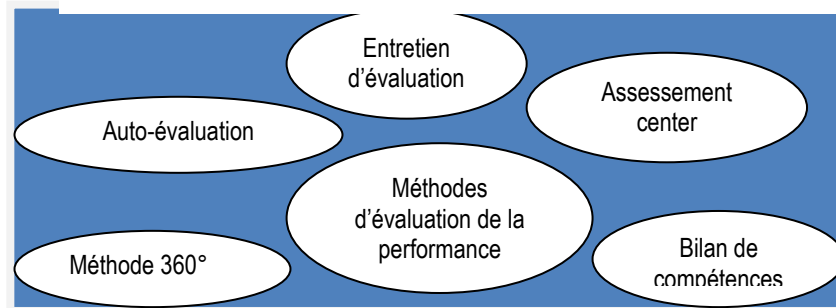 Entretien
d’évaluation
Assessement
center
Auto-évaluation
Méthodes
d’évaluation de la
performance
Méthode 360°
Bilan de
compétences